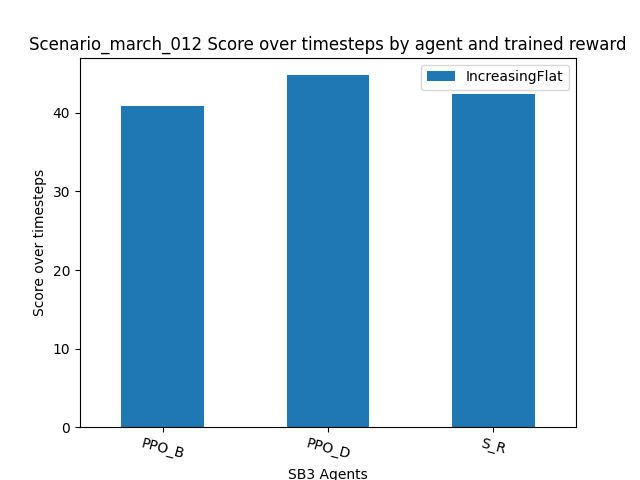 Scenario_march_012 Score over timesteps by agent and trained reward
IncreasingFlat
Score over timesteps
40
30
20
10
0
PPO_B
PPO_D
S_R
SB3 Agents